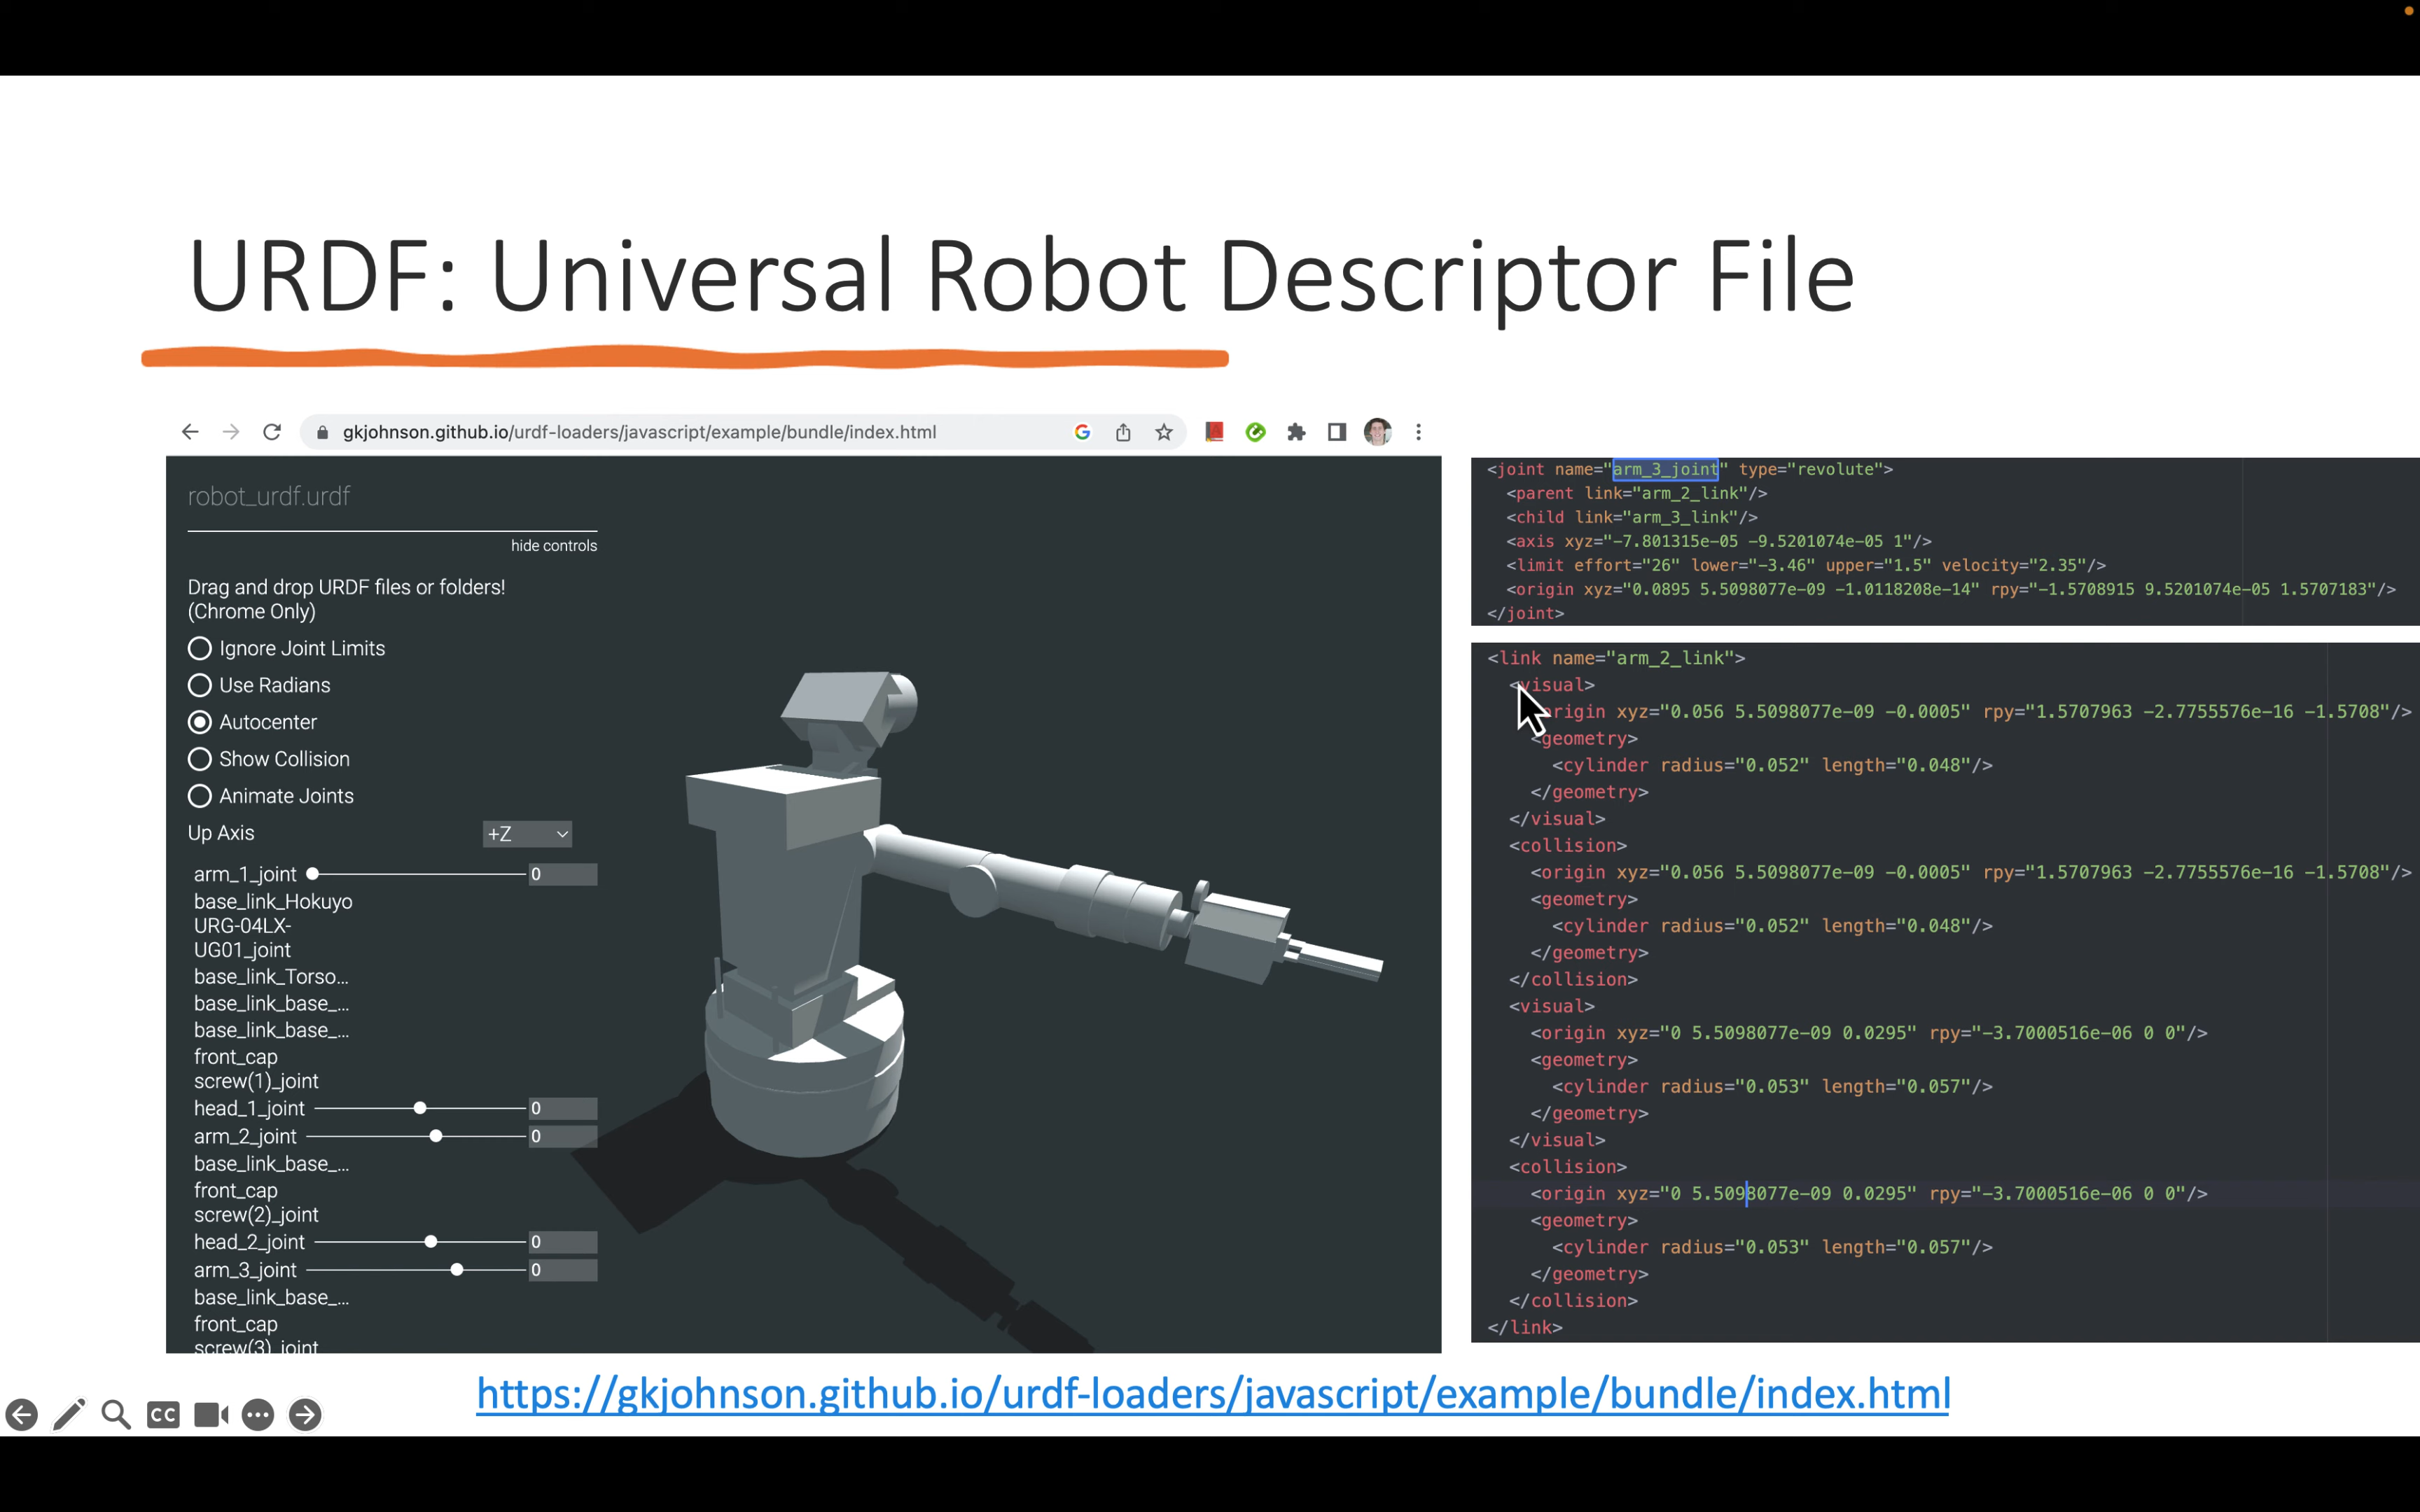 URDF: Universal Robot Descriptor File
gkjohnson.github.io/urdf-loaders/javascript/example/bundle/index.html
robot_urdf.urdf
hide controls
Drag and drop URDF files or folders!
(Chrome Only)
Ignore Joint Limits
Use Radians
Autocenter
Show Collision
Animate Joints
Up Axis +Z
arm_1_joint 0
base_link_Hokuyo
URG-04LX-
UG01_joint
base_link_Torso...
base_link_base_...
base_link_base_...
front_cap
screw(1)_joint
head_1_joint 0
arm_2_joint 0
base_link_base_...
front_cap
screw(2)_joint
head_2_joint 0
arm_3_joint 0
base_link_base_...
front_cap
screw(3)_joint
<joint name="arm_3_joint" type="revolute">
<parent link="arm_2_link"/>
<child link="arm_3_link"/>
<axis xyz="-7.801315e-05 -9.5201074e-05 1"/>
<limit effort="26" lower="-3.46" upper="1.5" velocity="2.35"/>
<origin xyz="0.0895 5.5098077e-09 -1.0118208e-14" rpy="-1.5708915 9.5201074e-05 1.5707183"/>
</joint>
<link name="arm_2_link">
<visual>
<origin xyz="0.056 5.5098077e-09 -0.0005" rpy="1.5707963 -2.7755576e-16 -1.5708"/>
<geometry>
<cylinder radius="0.052" length="0.048"/>
</geometry>
</visual>
<collision>
<origin xyz="0.056 5.5098077e-09 -0.0005" rpy="1.5707963 -2.7755576e-16 -1.5708"/>
<geometry>
<cylinder radius="0.052" length="0.048"/>
</geometry>
</collision>
<visual>
<origin xyz="0 5.5098077e-09 0.0295" rpy="-3.7000516e-06 0 0"/>
<geometry>
<cylinder radius="0.053" length="0.057"/>
</geometry>
</visual>
<collision>
<origin xyz="0 5.5098077e-09 0.0295" rpy="-3.7000516e-06 0 0"/>
<geometry>
<cylinder radius="0.053" length="0.057"/>
</geometry>
</collision>
</link>
https://gkjohnson.github.io/urdf-loaders/javascript/example/bundle/index.html
CC